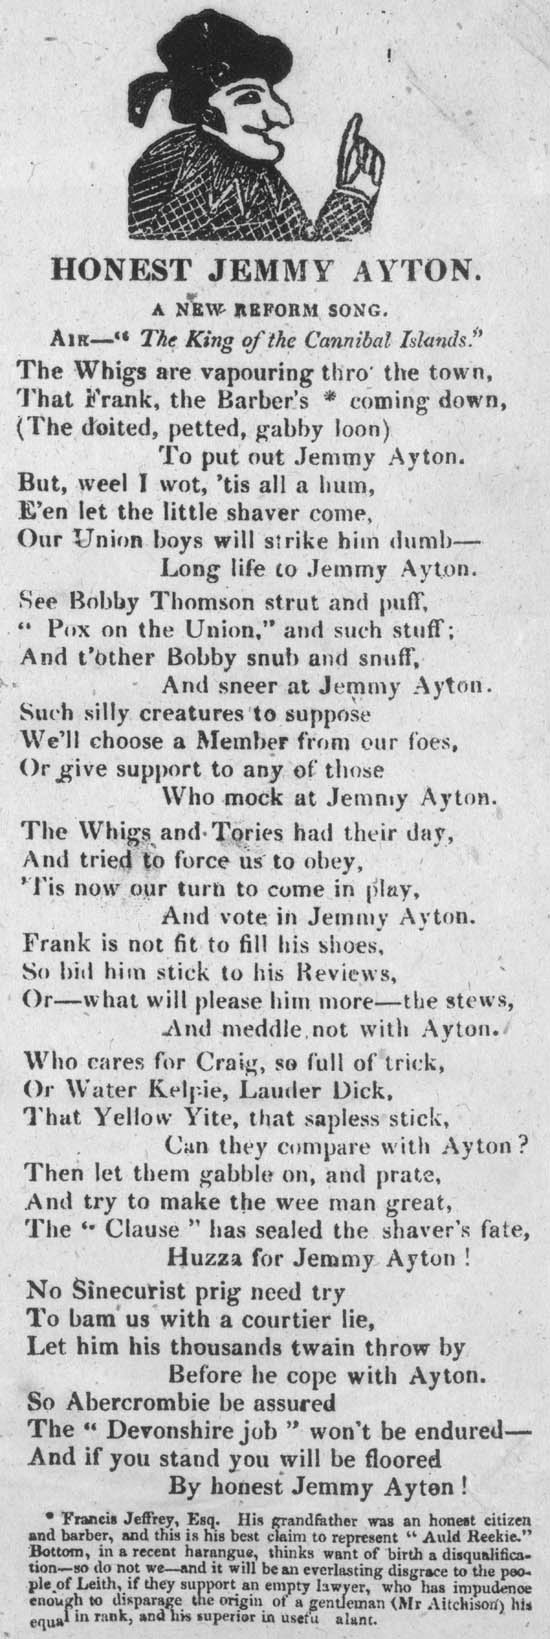 HONEST JEMMY AYTON.
A NEW REFORM SONG.
AIR—“ The King of the Cannibal Islands.”
The Whigs are vapouring thro' the town,
That Frank, the Barber's * coming down,
(The doited, petted, gabby loon)
To put out Jemmy Ayton.
But, weel I wot, 'tis all a hum,
E'en let the little shaver come,
Our Union boys will strike him dumb—
Long life to Jemmy Ayton.
See Bobby Thomson strut and puff,
“ Pox on the Union,” and such stuff;
And t'other Bobby snub and snuff,
And sneer at Jemmy Ayton.
Such silly creatures to suppose
We'll choose a Member from our foes,
Or give support to any of those
Who mock at Jemmy Ayton.
The Whigs and Tories had their day,
And tried to force us to obey,
'Tis now our turn to come in play,
And vote in Jemmy Ayton.
Frank is not fit to fill his shoes,
So bid him stick to his Reviews,
Or—what will please him more—the stews,
And meddle not with Ayton.
Who cares for Craig, so full of trick,
Or Water Kelpie, Lauder Dick,
That Yellow Yite, that sapless stick,
Can they compare with Ayton ?
Then let them gabble on, and prate,
And try to make the wee man great,
The “ Clause ” has sealed the shaver's fate,
Huzza for Jemmy Ayton !
No Sinecurist prig need try
To bam us with a courtier lie,
Let him his thousands twain throw by
Before he cope with Ayton.
So Abercrombie be assured
The “ Devonshire job ” won't be endured—
And if you stand you will be floored
By honest Jemmy Ayton !
* Francis Jeffrey, Esq. His grandfather was an honest citizen
and barber, and this is his best claim to represent “ Auld Reekie.”
Bottom, in a recent harangue, thinks want of birth a disqualifica-
tion—so do not we—and it will be an everlasting disgrace to the peo-
ple of Leith, if they support an empty lawyer, who has impudence
enough to disparage the origin of a gentleman (Mr Aitchison) his
equal in rank, and his superior in usefu alant.